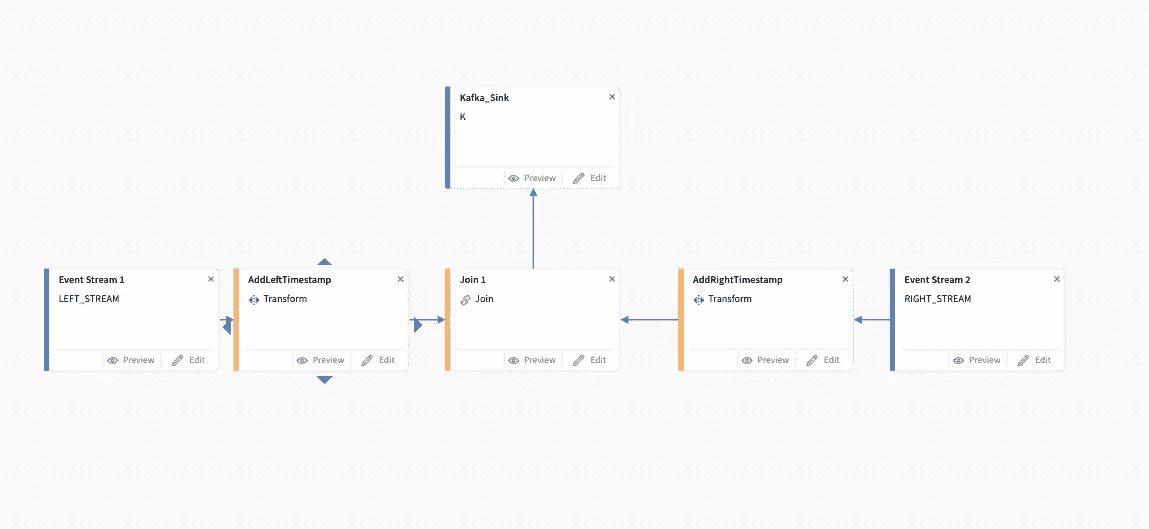 Kafka_Sink
K
Preview Edit
Event Stream 1
LEFT_STREAM
Preview Edit
AddLeftTimestamp
Transform
Preview Edit
Join 1
Join
Preview Edit
AddRightTimestamp
Transform
Preview Edit
Event Stream 2
RIGHT_STREAM
Preview Edit